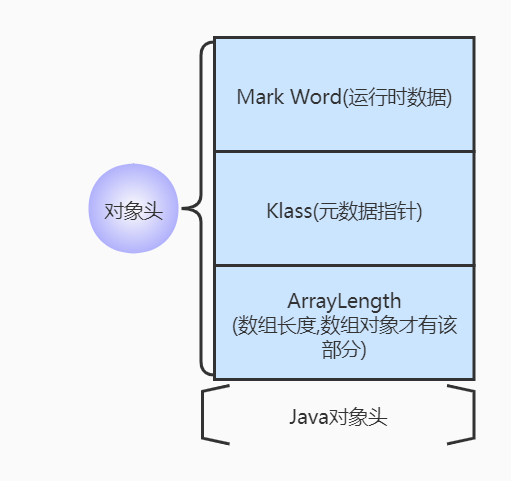 Mark Word(运行时数据)
对象头
Klass(元数据指针)
ArrayLength
(数组长度,数组对象才有该
部分)
Java对象头